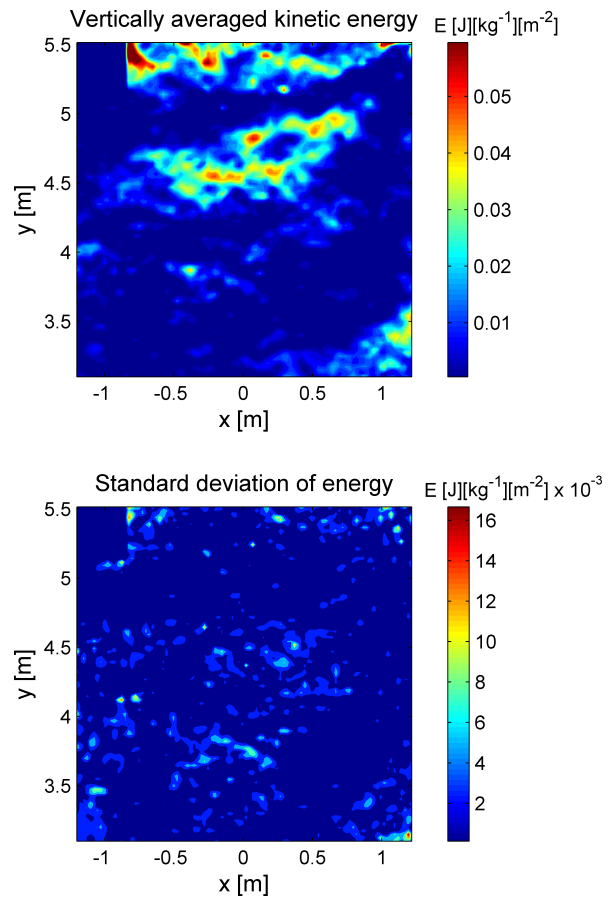 Vertically averaged kinetic energy
E [J][kg⁻¹][m⁻²]
5.5
5
4.5
4
3.5
y [m]
-1 -0.5 0 0.5 1
x [m]
0.05
0.04
0.03
0.02
0.01
Standard deviation of energy
E [J][kg⁻¹][m⁻²] x 10⁻³
5.5
5
4.5
4
3.5
y [m]
-1 -0.5 0 0.5 1
x [m]
16
14
12
10
8
6
4
2